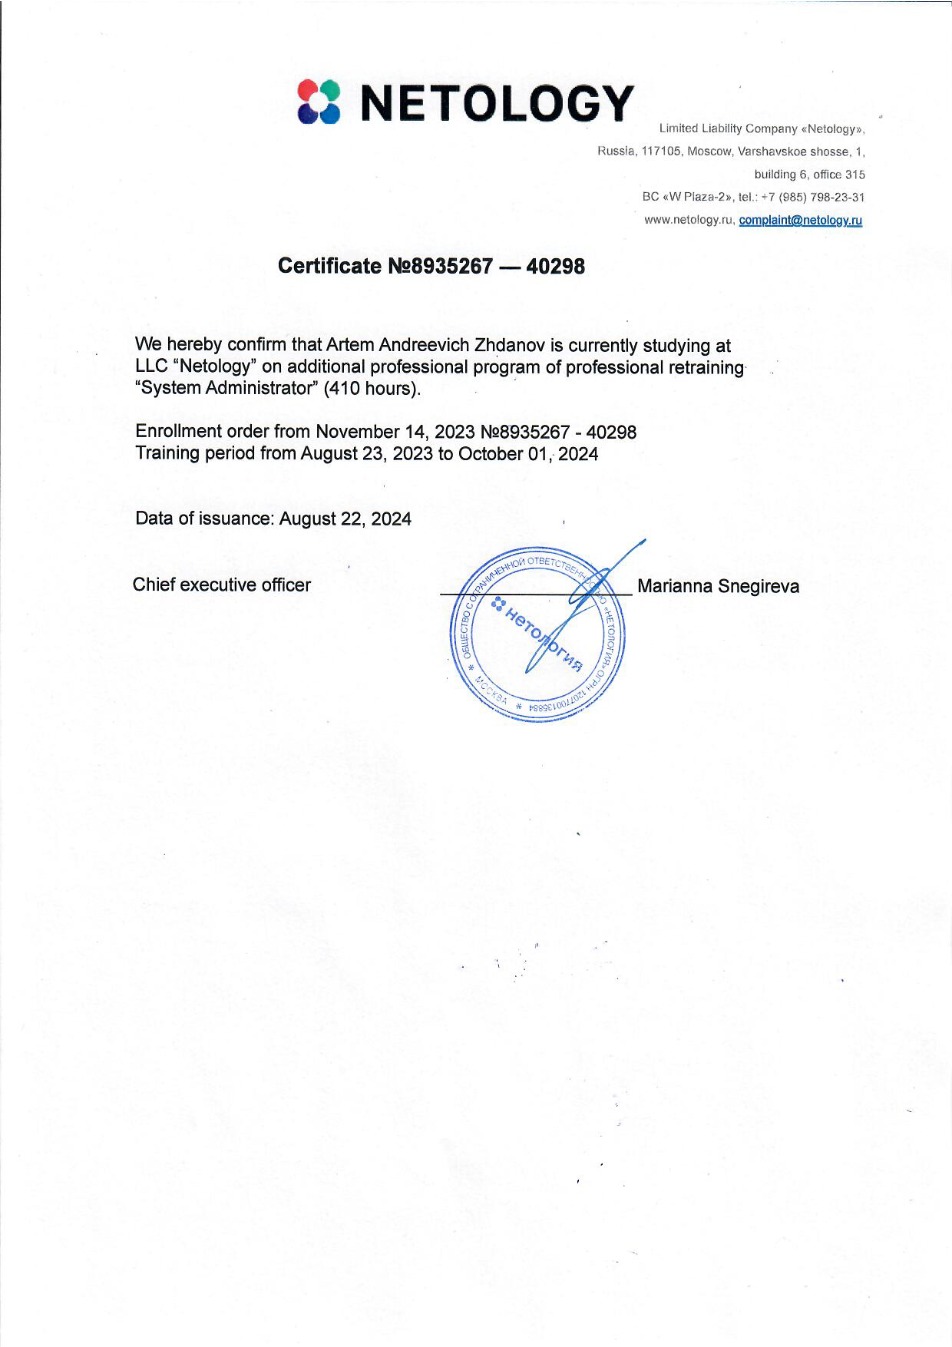 NETOLOGY
Limited Liability Company «Netology»,
Russia, 117105, Moscow, Varshavskoe shosse, 1,
building 6, office 315
BC «W Plaza-2», tel.: +7 (985) 798-23-31
www.netology.ru, complaint@netology.ru
Certificate №8935267 — 40298
We hereby confirm that Artem Andreevich Zhdanov is currently studying at
LLC “Netology” on additional professional program of professional retraining
“System Administrator” (410 hours).
Enrollment order from November 14, 2023 №8935267 - 40298
Training period from August 23, 2023 to October 01, 2024
Data of issuance: August 22, 2024
Chief executive officer
Marianna Snegireva
ОБЩЕСТВО С ОГРАНИЧЕННОЙ ОТВЕТСТВЕННОСТЬЮ «НЕТОЛОГИЯ» ОГРН
* МОСКВА *
нетология